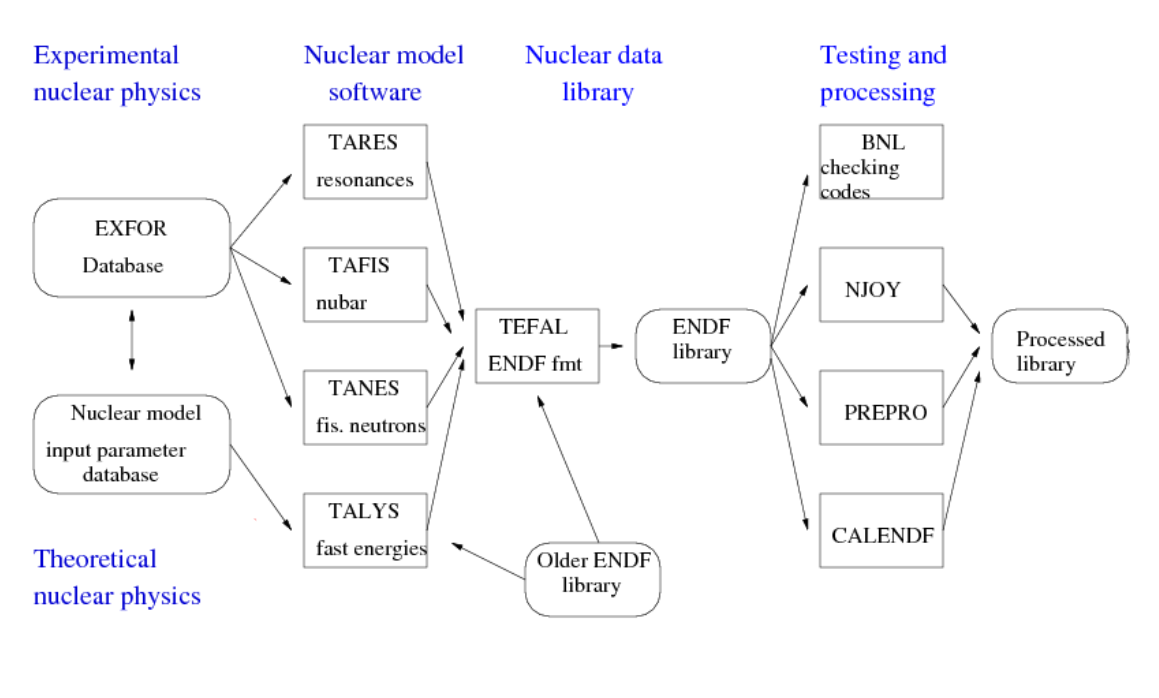 Experimental
nuclear physics
Nuclear model
software
Nuclear data
library
Testing and
processing
EXFOR
Database
Nuclear model
input parameter
database
Theoretical
nuclear physics
TARES
resonances
TAFIS
nubar
TANES
fis. neutrons
TALYS
fast energies
TEFAL
ENDF fmt
Older ENDF
library
ENDF
library
BNL
checking
codes
NJOY
PREPRO
CALENDF
Processed
library